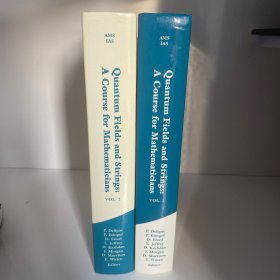 AMS
IAS
Quantum Fields and Strings:
A Course for Mathematicians
VOL. 2
P. Deligne
P. Etingof
D. Freed
L. Jeffrey
D. Kazhdan
J. Morgan
D. Morrison
E. Witten
Editors
AMS
IAS
Quantum Fields and Strings:
A Course for Mathematicians
P. Deligne
P. Etingof
D. Freed
L. Jeffrey
D. Kazhdan
J. Morgan
D. Morrison
E. Witten
Editors